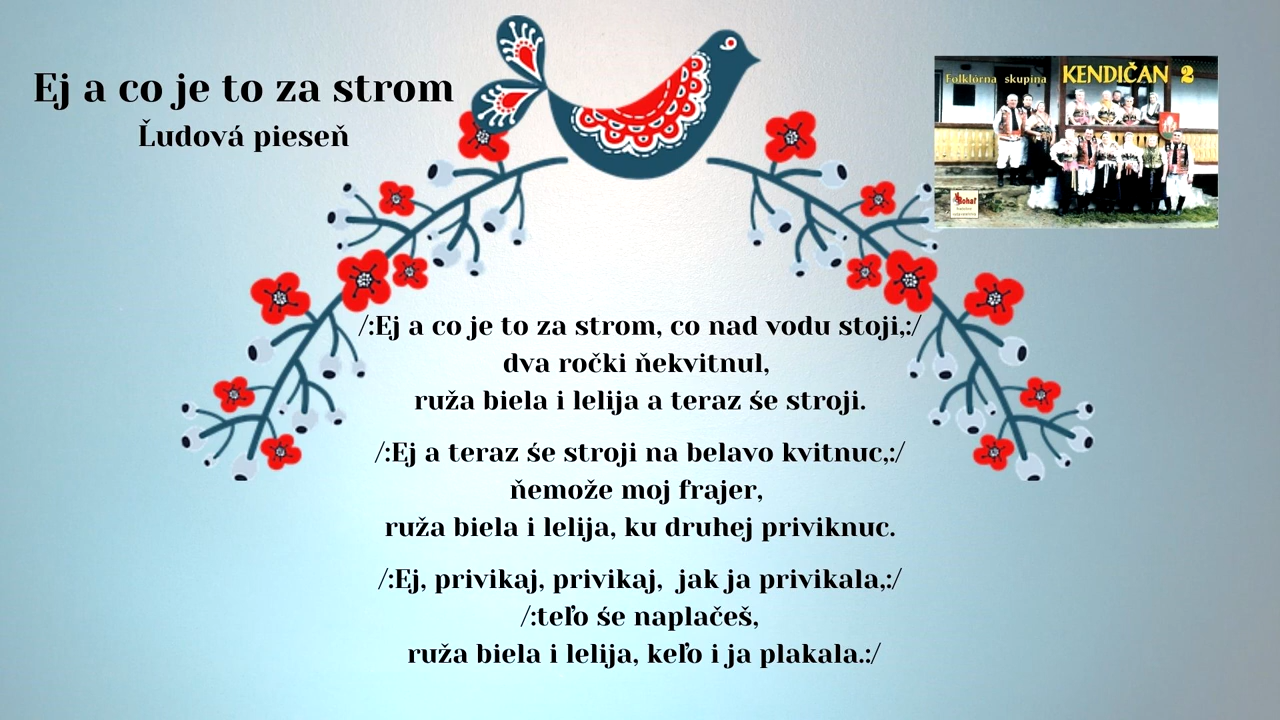 Ej a co je to za strom
Ľudová pieseň
Folklórna skupina
KENDIČAN 2
Bohať
/:Ej a co je to za strom, co nad vodu stoji,:/
dva ročki ňekvitnul,
ruža biela i lelija a teraz śe stroji.
/:Ej a teraz śe stroji na belavo kvitnuc,:/
ňemože moj frajer,
ruža biela i lelija, ku druhej priviknuc.
/:Ej, privikaj, privikaj, jak ja privikala,:/
/:teľo śe naplačeš,
ruža biela i lelija, keľo i ja plakala.:/